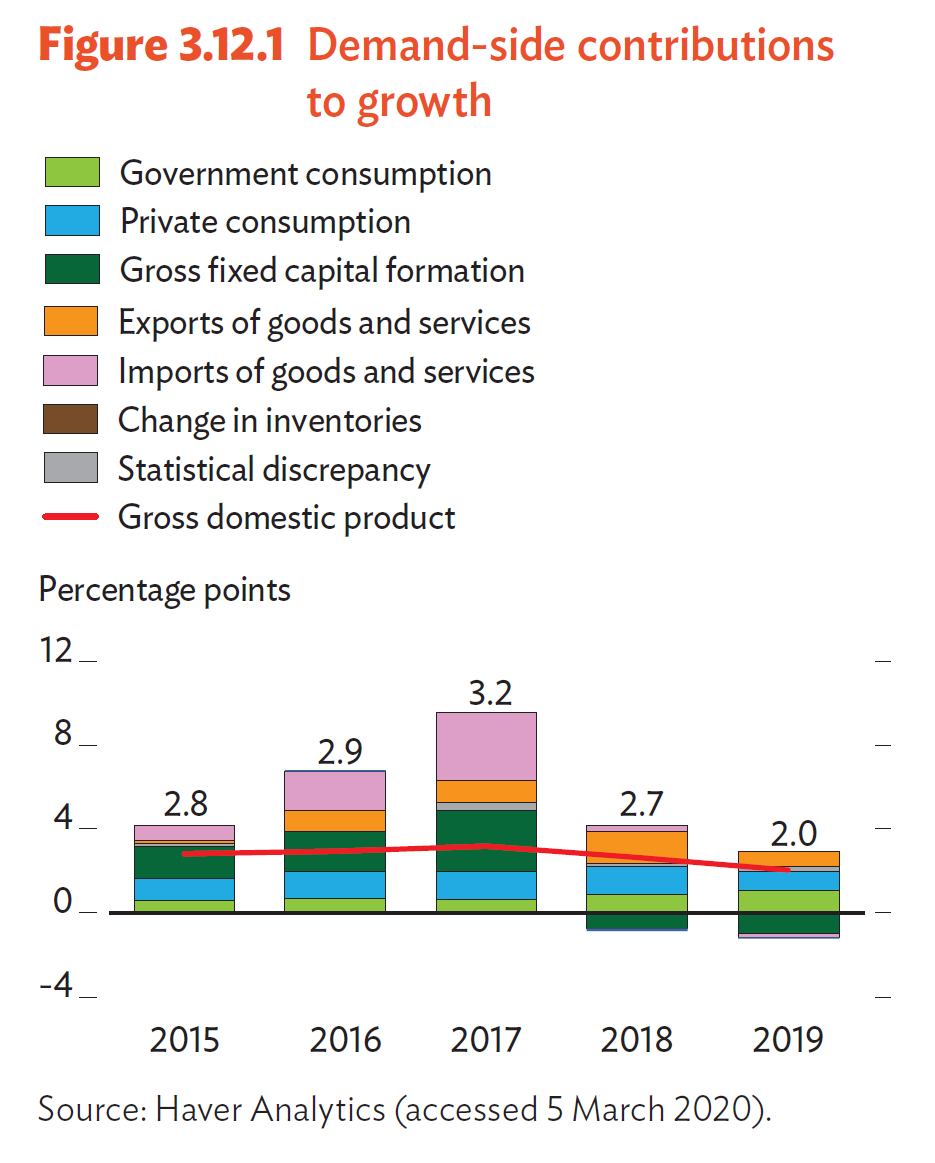 Figure 3.12.1 Demand-side contributions
to growth
Government consumption
Private consumption
Gross fixed capital formation
Exports of goods and services
Imports of goods and services
Change in inventories
Statistical discrepancy
Gross domestic product
Percentage points
12
8
4
0
-4
2.8
2.9
3.2
2.7
2.0
2015 2016 2017 2018 2019
Source: Haver Analytics (accessed 5 March 2020).